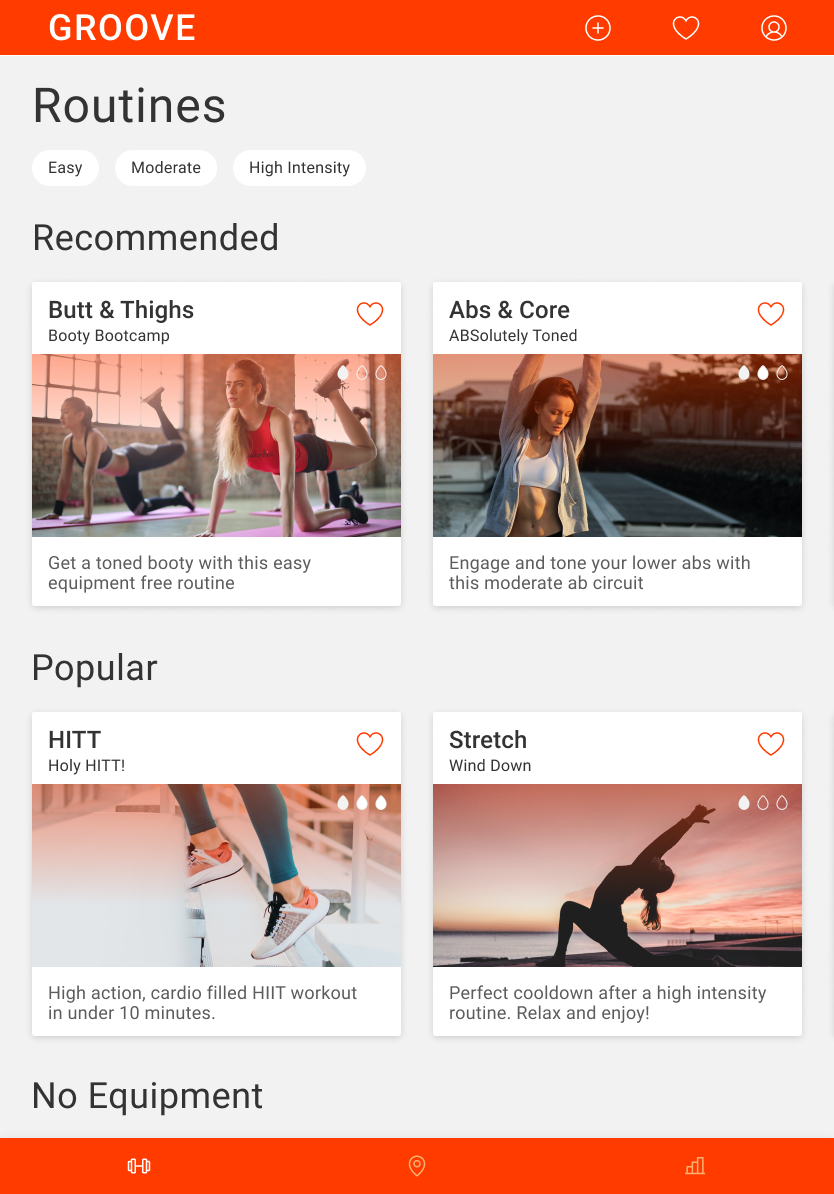 GROOVE
Routines
Easy
Moderate
High Intensity
Recommended
Butt & Thighs
Booty Bootcamp
Get a toned booty with this easy
equipment free routine
Abs & Core
ABSolutely Toned
Engage and tone your lower abs with
this moderate ab circuit
Popular
HITT
Holy HITT!
High action, cardio filled HIIT workout
in under 10 minutes.
Stretch
Wind Down
Perfect cooldown after a high intensity
routine. Relax and enjoy!
No Equipment